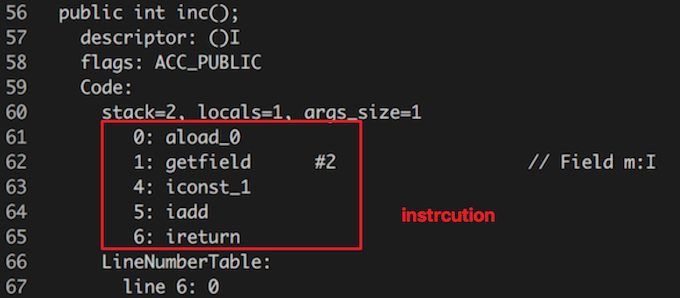 56 public int inc();
57 descriptor: ()I
58 flags: ACC_PUBLIC
59 Code:
60 stack=2, locals=1, args_size=1
61 0: aload_0
62 1: getfield #2 // Field m:I
63 4: iconst_1
64 5: iadd
instrcution
65 6: ireturn
66 LineNumberTable:
67 line 6: 0